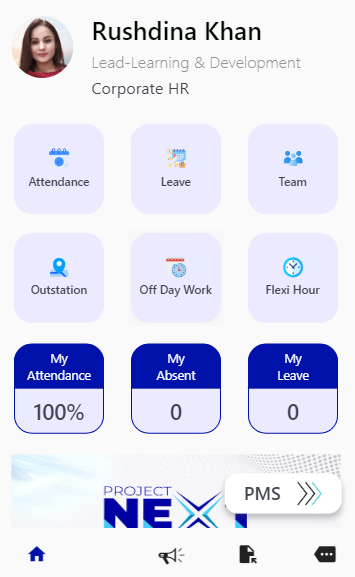 Rushdina Khan
Lead-Learning & Development
Corporate HR
Attendance
Leave
Team
Outstation
Off Day Work
Flexi Hour
My
Attendance
100%
My
Absent
0
My
Leave
0
PROJECT
NEXT
PMS